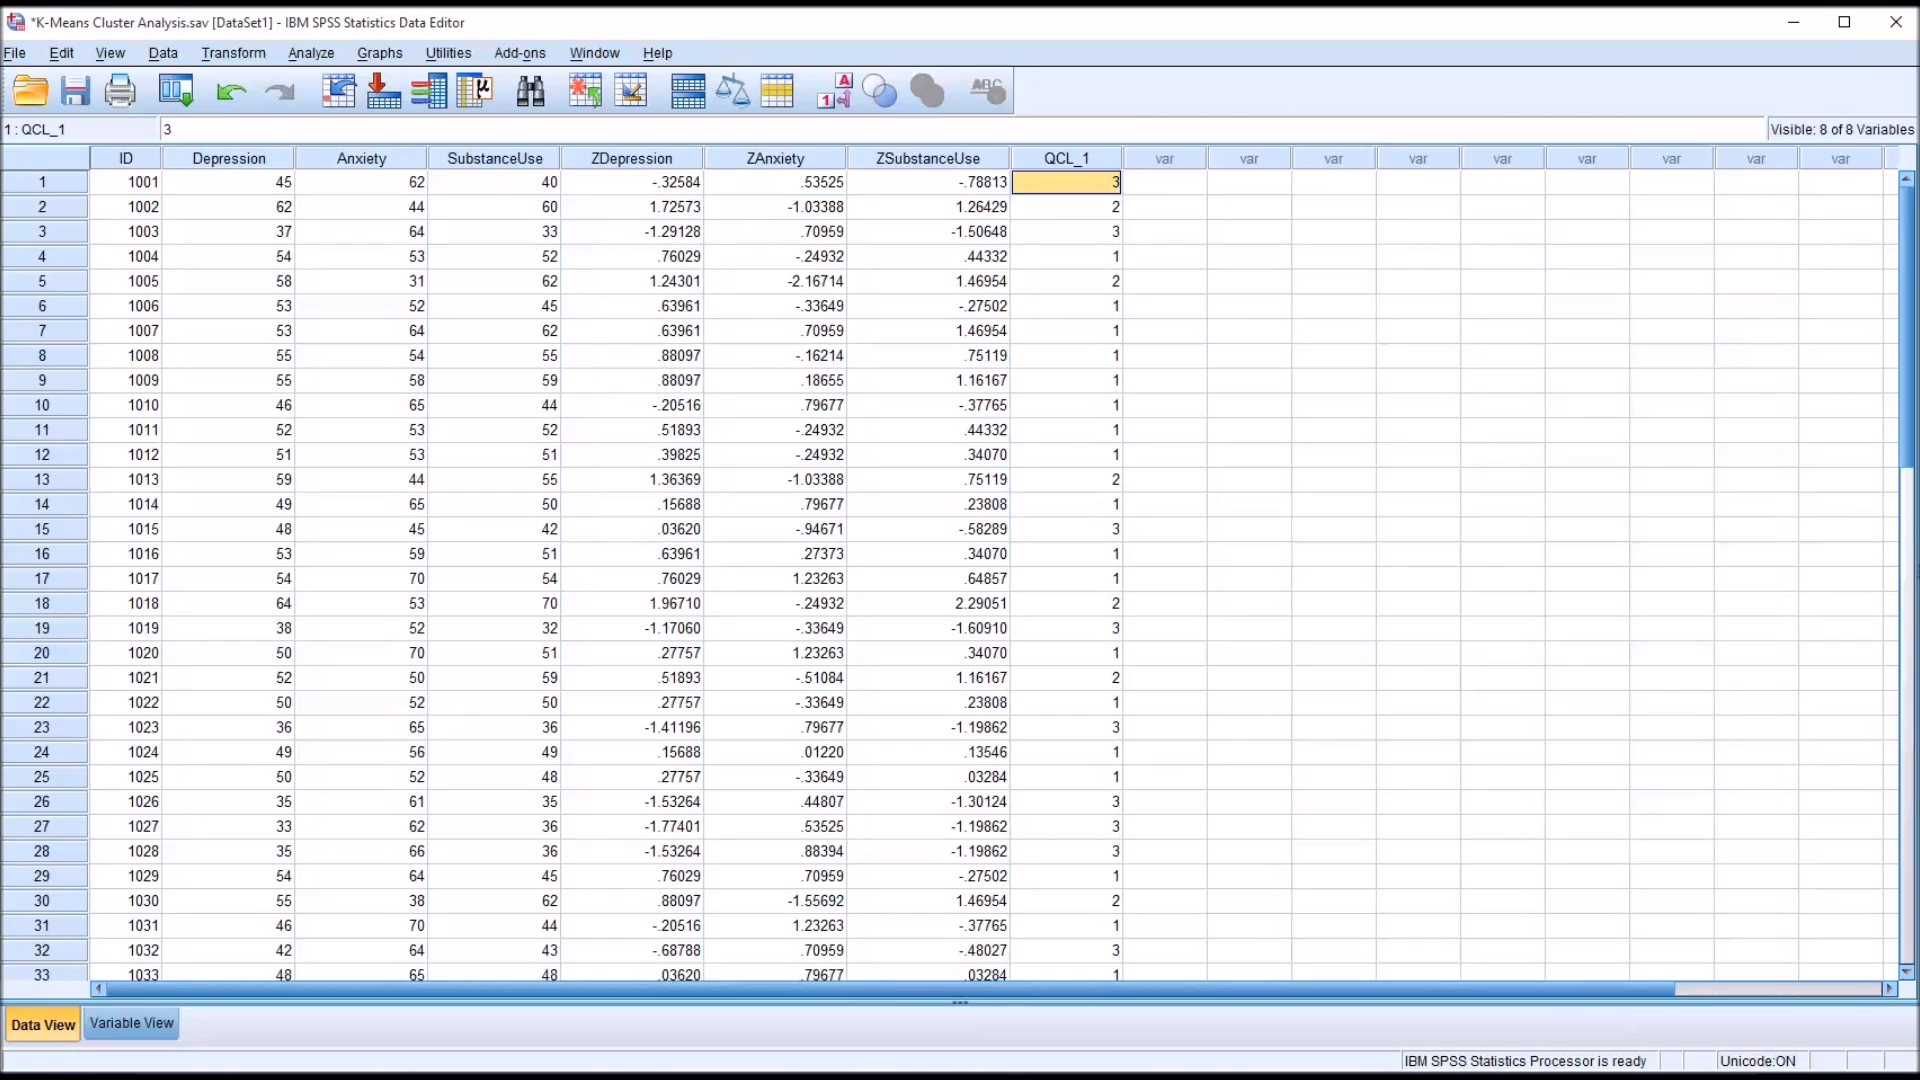 *K-Means Cluster Analysis.sav [DataSet1] - IBM SPSS Statistics Data Editor
File Edit View Data Transform Analyze Graphs Utilities Add-ons Window Help
1 : QCL_1 3 Visible: 8 of 8 Variables
ID Depression Anxiety SubstanceUse ZDepression ZAnxiety ZSubstanceUse QCL_1 var var var var var var var var var
1 1001 45 62 40 -.32584 .53525 -.78813 3
2 1002 62 44 60 1.72573 -1.03388 1.26429 2
3 1003 37 64 33 -1.29128 .70959 -1.50648 3
4 1004 54 53 52 .76029 -.24932 .44332 1
5 1005 58 31 62 1.24301 -2.16714 1.46954 2
6 1006 53 52 45 .63961 -.33649 -.27502 1
7 1007 53 64 62 .63961 .70959 1.46954 1
8 1008 55 54 55 .88097 -.16214 .75119 1
9 1009 55 58 59 .88097 .18655 1.16167 1
10 1010 46 65 44 -.20516 .79677 -.37765 1
11 1011 52 53 52 .51893 -.24932 .44332 1
12 1012 51 53 51 .39825 -.24932 .34070 1
13 1013 59 44 55 1.36369 -1.03388 .75119 2
14 1014 49 65 50 .15688 .79677 .23808 1
15 1015 48 45 42 .03620 -.94671 -.58289 3
16 1016 53 59 51 .63961 .27373 .34070 1
17 1017 54 70 54 .76029 1.23263 .64857 1
18 1018 64 53 70 1.96710 -.24932 2.29051 2
19 1019 38 52 32 -1.17060 -.33649 -1.60910 3
20 1020 50 70 51 .27757 1.23263 .34070 1
21 1021 52 50 59 .51893 -.51084 1.16167 2
22 1022 50 52 50 .27757 -.33649 .23808 1
23 1023 36 65 36 -1.41196 .79677 -1.19862 3
24 1024 49 56 49 .15688 .01220 .13546 1
25 1025 50 52 48 .27757 -.33649 .03284 1
26 1026 35 61 35 -1.53264 .44807 -1.30124 3
27 1027 33 62 36 -1.77401 .53525 -1.19862 3
28 1028 35 66 36 -1.53264 .88394 -1.19862 3
29 1029 54 64 45 .76029 .70959 -.27502 1
30 1030 55 38 62 .88097 -1.55692 1.46954 2
31 1031 46 70 44 -.20516 1.23263 -.37765 1
32 1032 42 64 43 -.68788 .70959 -.48027 3
33 1033 48 65 48 .03620 .79677 .03284 1
Data View Variable View
IBM SPSS Statistics Processor is ready Unicode:ON